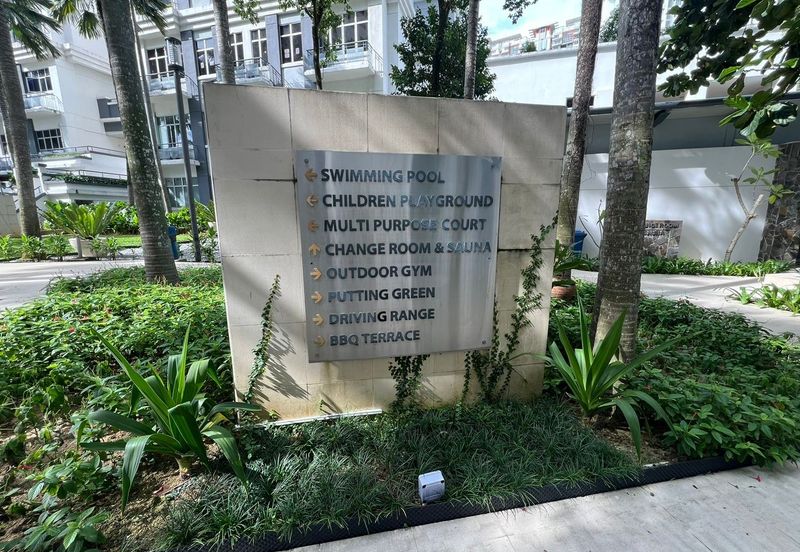 ← SWIMMING POOL
← CHILDREN PLAYGROUND
← MULTI PURPOSE COURT
↑ CHANGE ROOM & SAUNA
→ OUTDOOR GYM
→ PUTTING GREEN
→ DRIVING RANGE
→ BBQ TERRACE